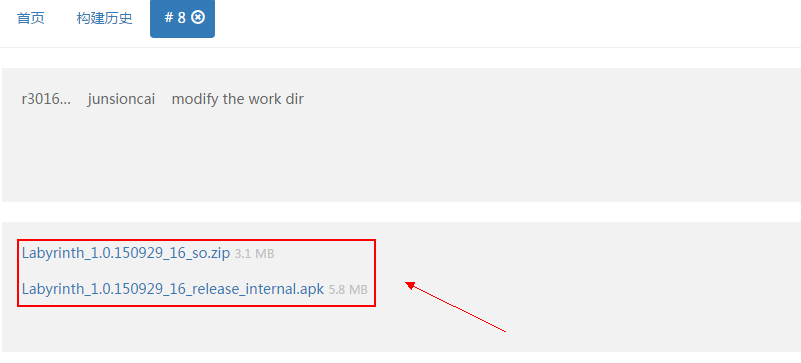 首页 构建历史 # 8
r3016... junsioncai modify the work dir
Labyrinth_1.0.150929_16_so.zip 3.1 MB
Labyrinth_1.0.150929_16_release_internal.apk 5.8 MB